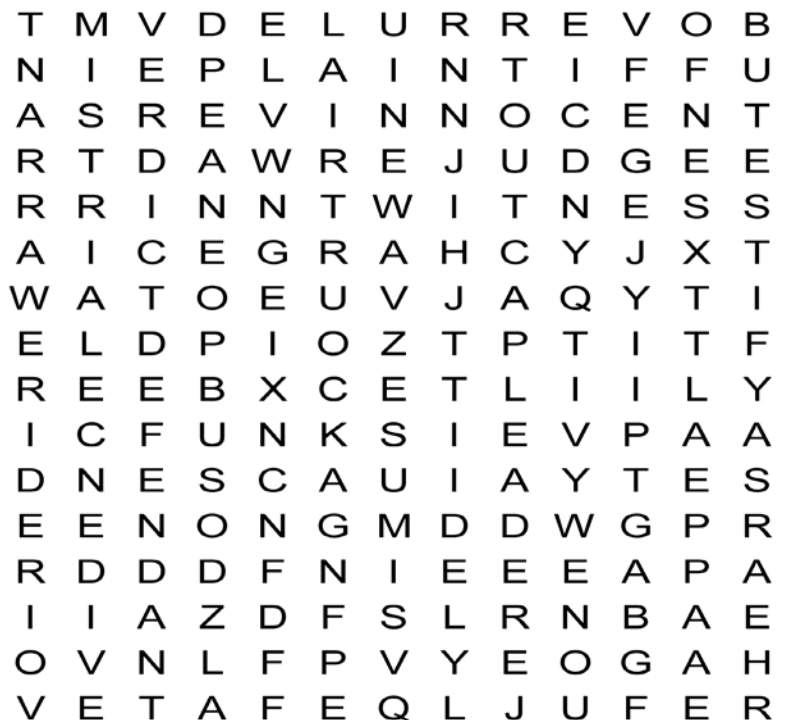 T M V D E L U R R E V O B
N I E P L A I N T I F F U
A S R E V I N N O C E N T
R T D A W R E J U D G E E
R R I N N T W I T N E S S
A I C E G R A H C Y J X T
W A T O E U V J A Q Y T I
E L D P I O Z T P T I T F
R E E B X C E T L I I L Y
I C F U N K S I E V P A A
D N E S C A U I A Y T E S
E E N O N G M D D W G P R
R D D D F N I E E E A P A
I I A Z D F S L R N B A E
O V N L F P V Y E O G A H
V E T A F E Q L J U F E R